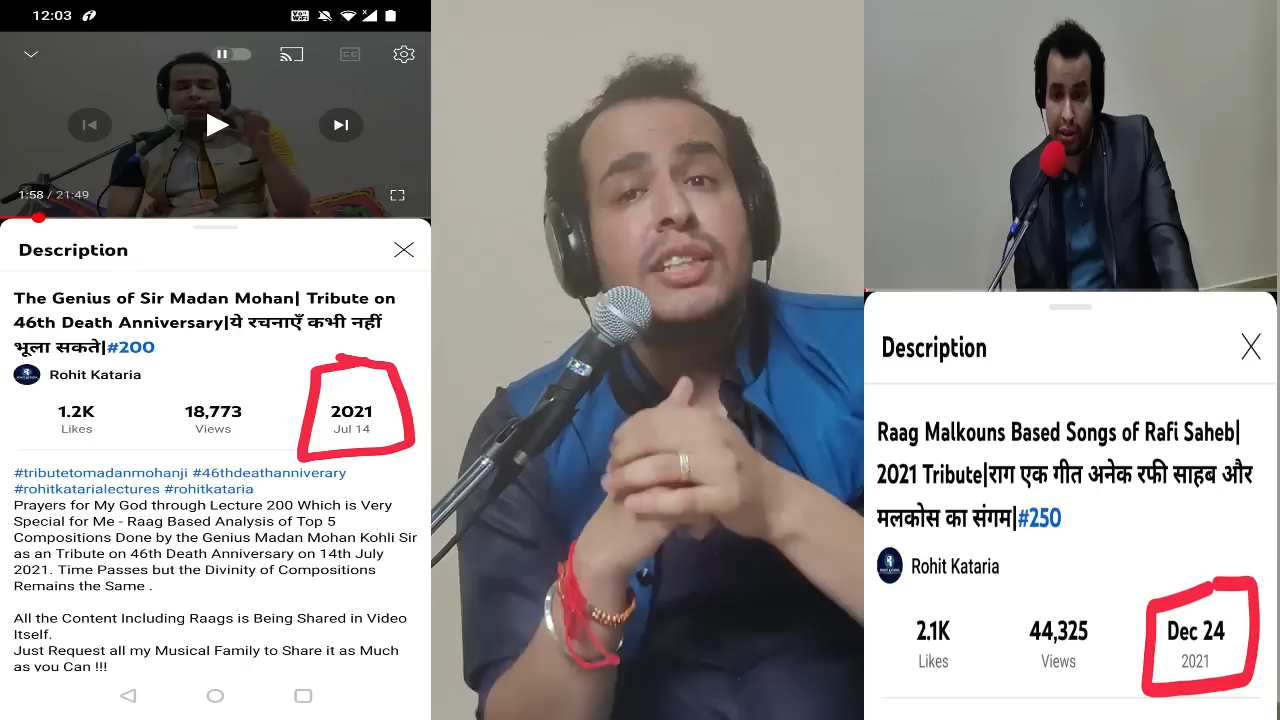 12:03
1:58 / 21:49
Description
The Genius of Sir Madan Mohan| Tribute on
46th Death Anniversary|ये रचनाएँ कभी नहीं
भूला सकते|#200
Rohit Kataria
1.2K 18,773 2021
Likes Views Jul 14
#tributetomadanmohanji #46thdeathanniverary
#rohitkatarialectures #rohitkataria
Prayers for My God through Lecture 200 Which is Very
Special for Me - Raag Based Analysis of Top 5
Compositions Done by the Genius Madan Mohan Kohli Sir
as an Tribute on 46th Death Anniversary on 14th July
2021. Time Passes but the Divinity of Compositions
Remains the Same .
All the Content Including Raags is Being Shared in Video
Itself.
Just Request all my Musical Family to Share it as Much
as you Can !!!
Description
Raag Malkouns Based Songs of Rafi Saheb|
2021 Tribute|राग एक गीत अनेक रफी साहब और
मलकोस का संगम|#250
Rohit Kataria
2.1K 44,325 Dec 24
Likes Views 2021